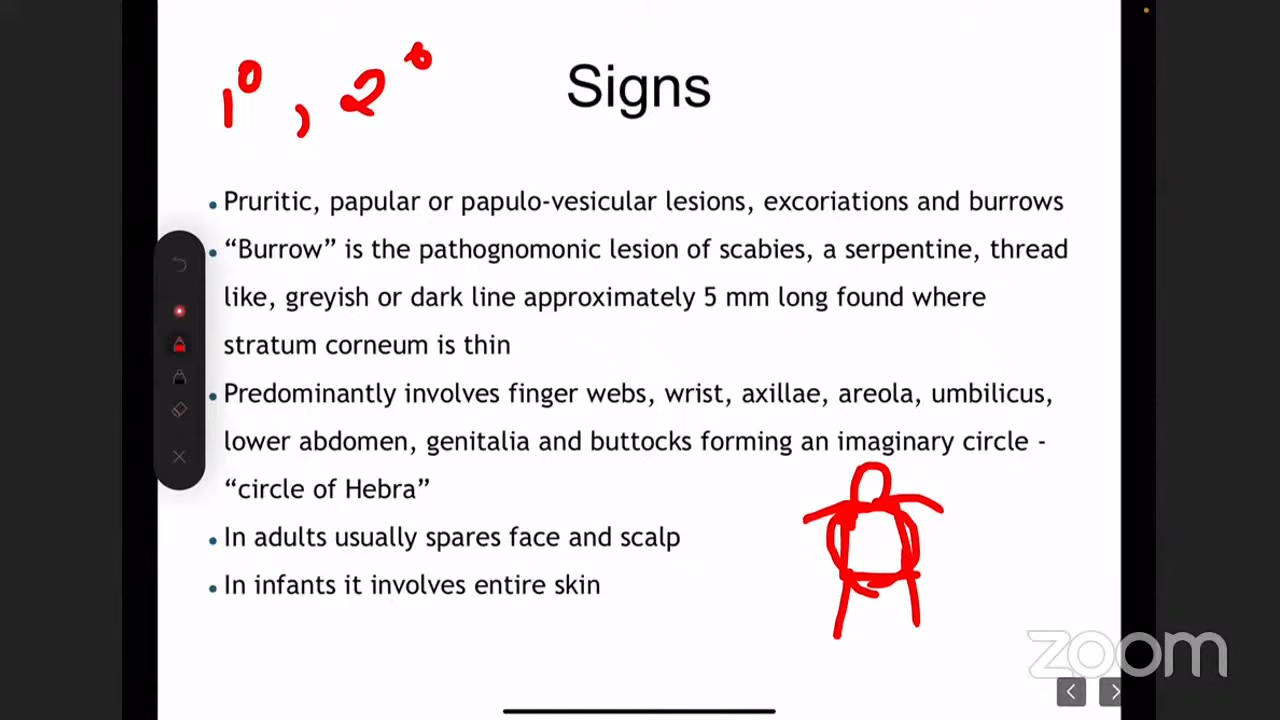 1°, 2°
Signs
• Pruritic, papular or papulo-vesicular lesions, excoriations and burrows
• “Burrow” is the pathognomonic lesion of scabies, a serpentine, thread
like, greyish or dark line approximately 5 mm long found where
stratum corneum is thin
• Predominantly involves finger webs, wrist, axillae, areola, umbilicus,
lower abdomen, genitalia and buttocks forming an imaginary circle -
“circle of Hebra”
• In adults usually spares face and scalp
• In infants it involves entire skin
zoom